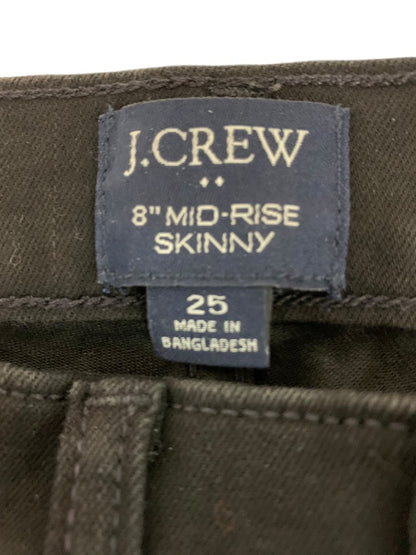 J.CREW
8" MID-RISE
SKINNY
25
MADE IN
BANGLADESH